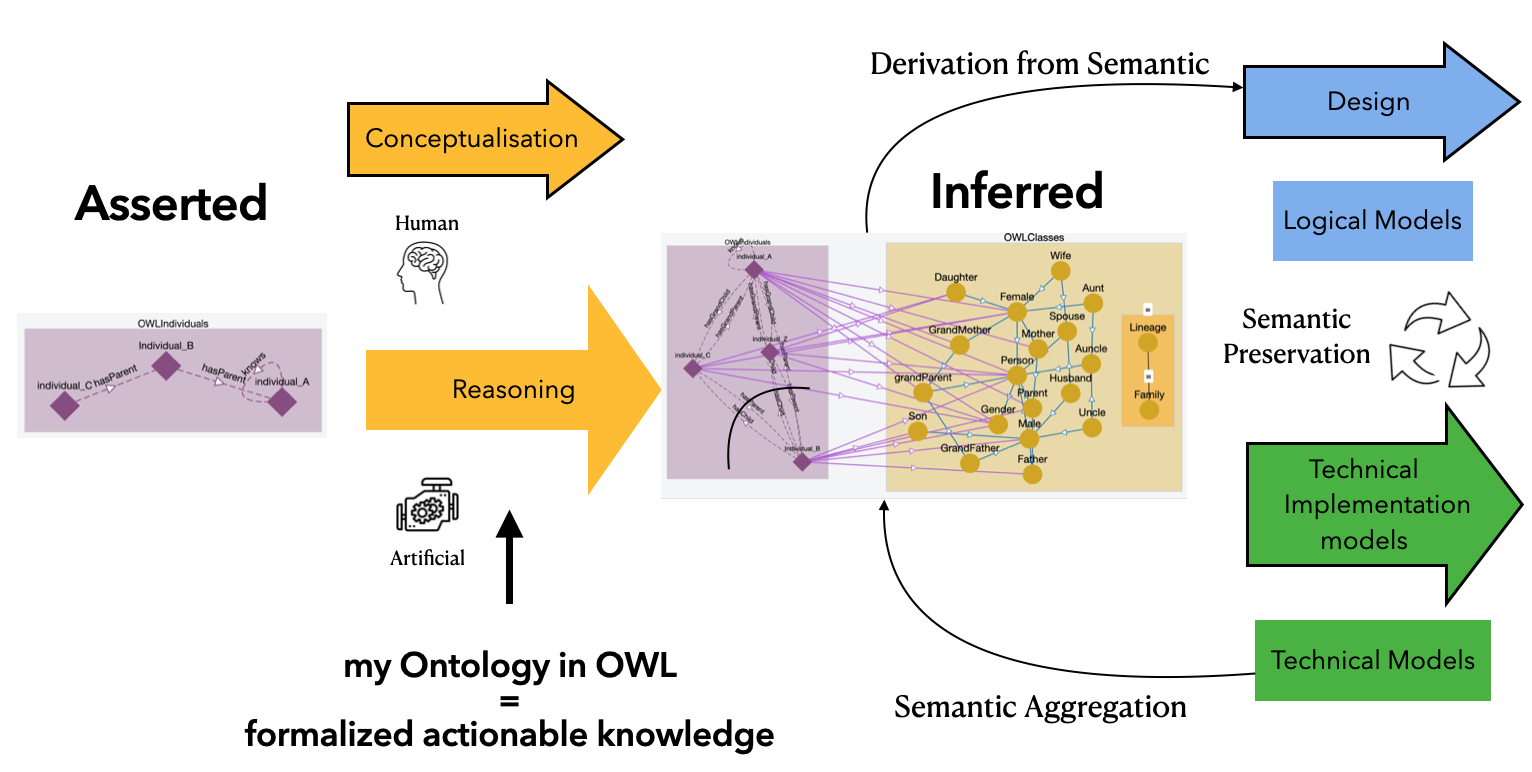 Derivation from Semantic
Conceptualisation
Design
Asserted
Inferred
Human
Logical Models
OWLIndividuals
Individual_B
individual_C
hasParent
hasParent
knows
individual_A
Reasoning
OWLIndividuals
individual_A
individual_C
individual_Z
Individual_B
hasParent
OWLClasses
Wife
Daughter
Aunt
Female
Spouse
GrandMother
Mother
Auncle
Person
grandParent
Husband
Parent
Son
Gender
Male
Uncle
GrandFather
Father
Lineage
Family
Semantic
Preservation
Technical
Implementation
models
Artificial
my Ontology in OWL
=
formalized actionable knowledge
Technical Models
Semantic Aggregation